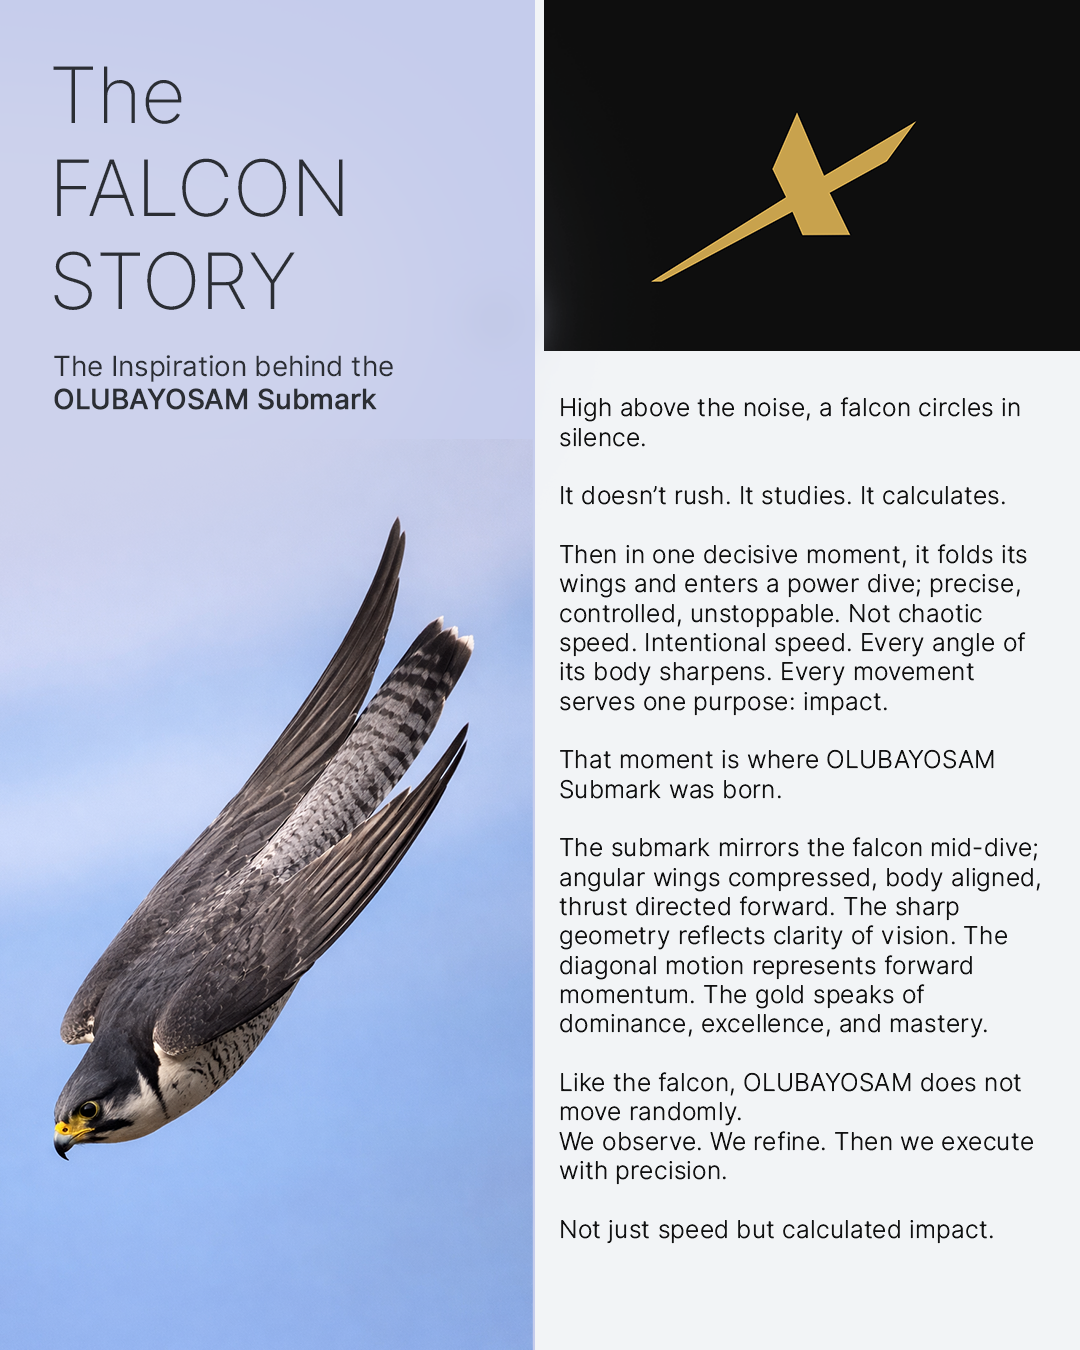 The
FALCON
STORY
The Inspiration behind the
OLUBAYOSAM Submark
High above the noise, a falcon circles in
silence.
It doesn’t rush. It studies. It calculates.
Then in one decisive moment, it folds its
wings and enters a power dive; precise,
controlled, unstoppable. Not chaotic
speed. Intentional speed. Every angle of
its body sharpens. Every movement
serves one purpose: impact.
That moment is where OLUBAYOSAM
Submark was born.
The submark mirrors the falcon mid-dive;
angular wings compressed, body aligned,
thrust directed forward. The sharp
geometry reflects clarity of vision. The
diagonal motion represents forward
momentum. The gold speaks of
dominance, excellence, and mastery.
Like the falcon, OLUBAYOSAM does not
move randomly.
We observe. We refine. Then we execute
with precision.
Not just speed but calculated impact.